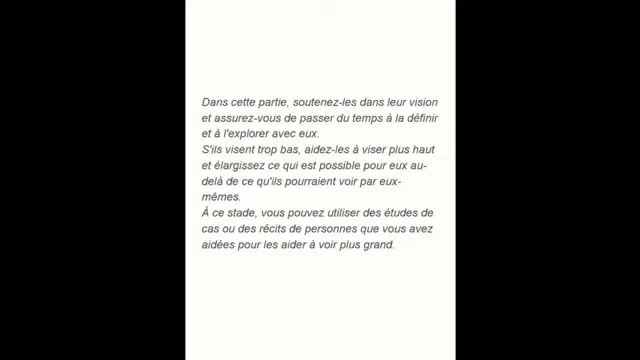 Dans cette partie, soutenez-les dans leur vision
et assurez-vous de passer du temps à la définir
et à l'explorer avec eux.
S'ils visent trop bas, aidez-les à viser plus haut
et élargissez ce qui est possible pour eux au-
delà de ce qu'ils pourraient voir par eux-
mêmes.
À ce stade, vous pouvez utiliser des études de
cas ou des récits de personnes que vous avez
aidées pour les aider à voir plus grand.